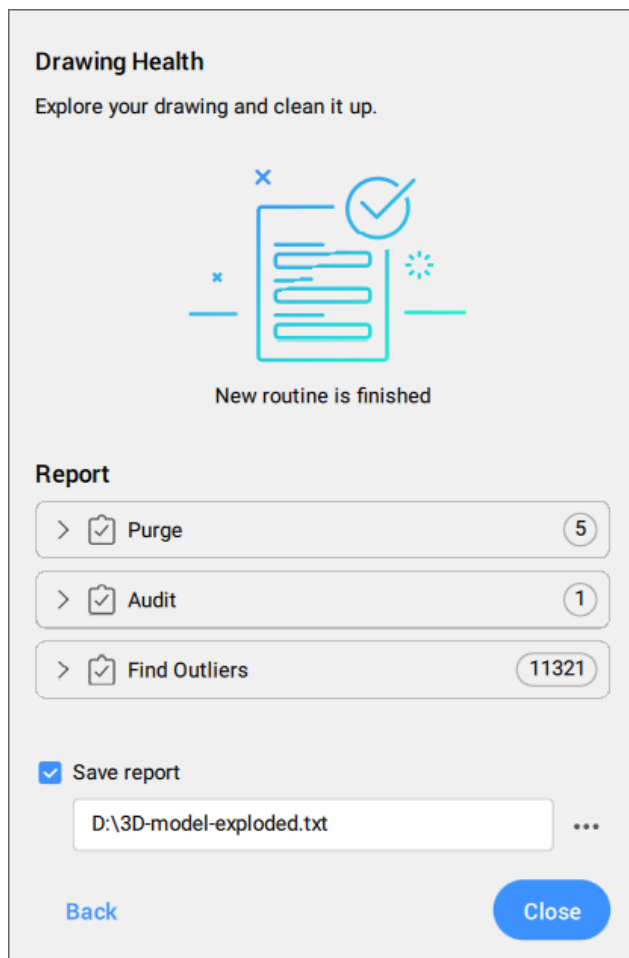 Drawing Health
Explore your drawing and clean it up.
New routine is finished
Report
Purge 5
Audit 1
Find Outliers 11321
Save report
D:\3D-model-exploded.txt
Back Close